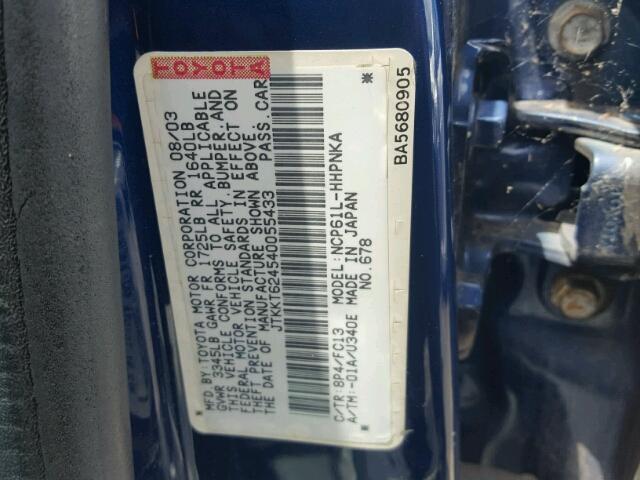 TOYOTA
MFD.BY:TOYOTA MOTOR CORPORATION 08/03
GVWR 3345LB GAWR FR 1725LB RR 1640LB
THIS VEHICLE CONFORMS TO ALL APPLICABLE
FEDERAL MOTOR VEHICLE SAFETY, BUMPER, AND
THEFT PREVENTION STANDARDS IN EFFECT ON
THE DATE OF MANUFACTURE SHOWN ABOVE.
JTKKT624540055433 PASS.CAR
C/TR:8P4/FC13 MODEL:NCP61L-HHPNKA
A/TM:-01A/U340E MADE IN JAPAN
NO.678
BA5680905